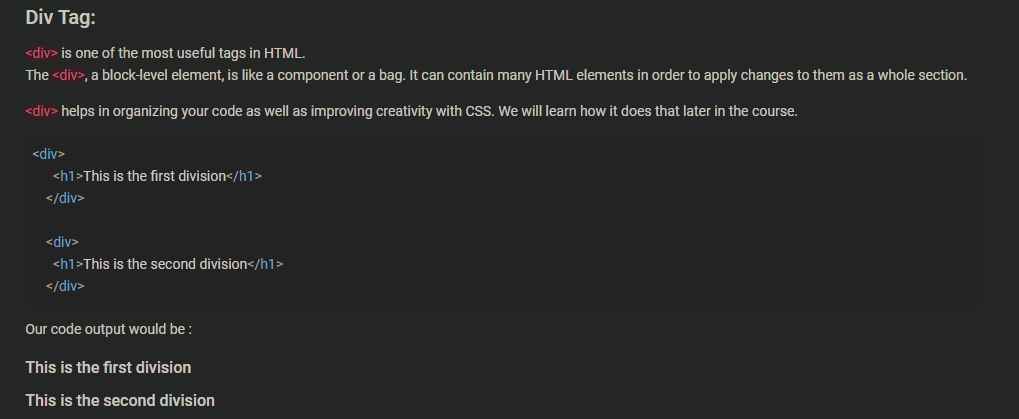 Div Tag:
<div> is one of the most useful tags in HTML.
The <div>, a block-level element, is like a component or a bag. It can contain many HTML elements in order to apply changes to them as a whole section.
<div> helps in organizing your code as well as improving creativity with CSS. We will learn how it does that later in the course.
<div>
<h1>This is the first division</h1>
</div>
<div>
<h1>This is the second division</h1>
</div>
Our code output would be :
This is the first division
This is the second division